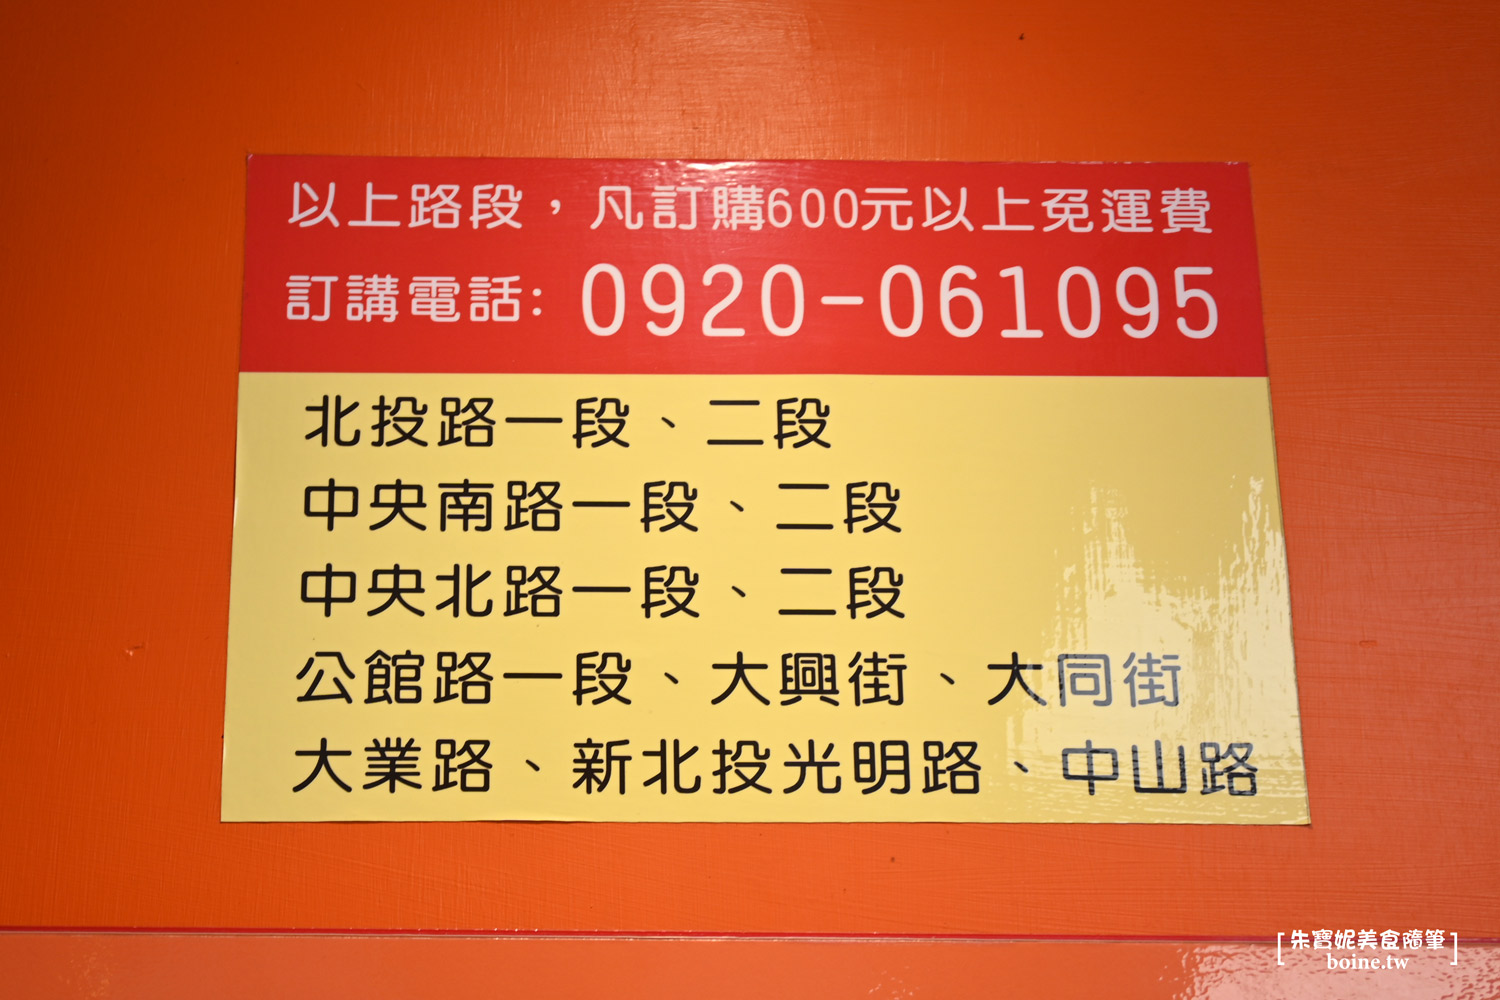 以上路段，凡訂購600元以上免運費
訂講電話：0920-061095
北投路一段、二段
中央南路一段、二段
中央北路一段、二段
公館路一段、大興街、大同街
大業路、新北投光明路、中山路
[朱寶妮美食隨筆]
boine.tw